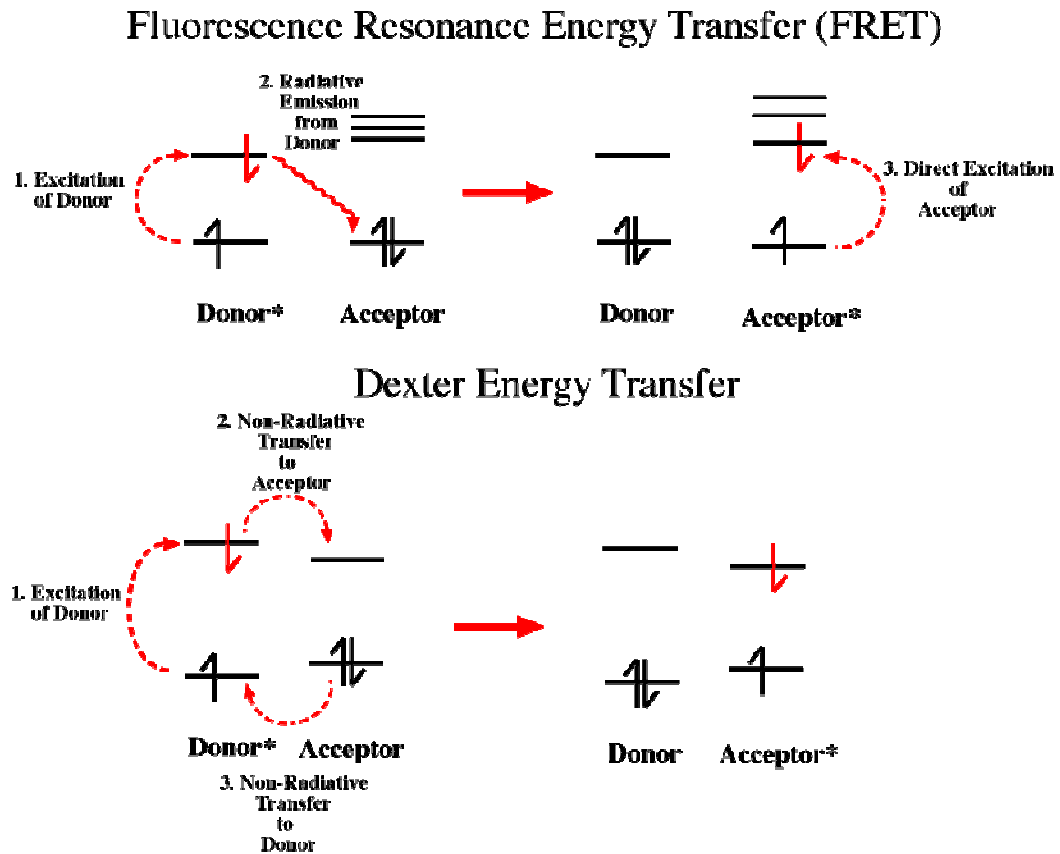 Fluorescence Resonance Energy Transfer (FRET)
2. Radiative
Emission
from
Donor
1. Excitation
of Donor
3. Direct Excitation
of
Acceptor
Donor*
Acceptor
Donor
Acceptor*
Dexter Energy Transfer
2. Non-Radiative
Transfer
to
Acceptor
1. Excitation
of Donor
Donor*
Acceptor
Donor
Acceptor*
3. Non-Radiative
Transfer
to
Donor